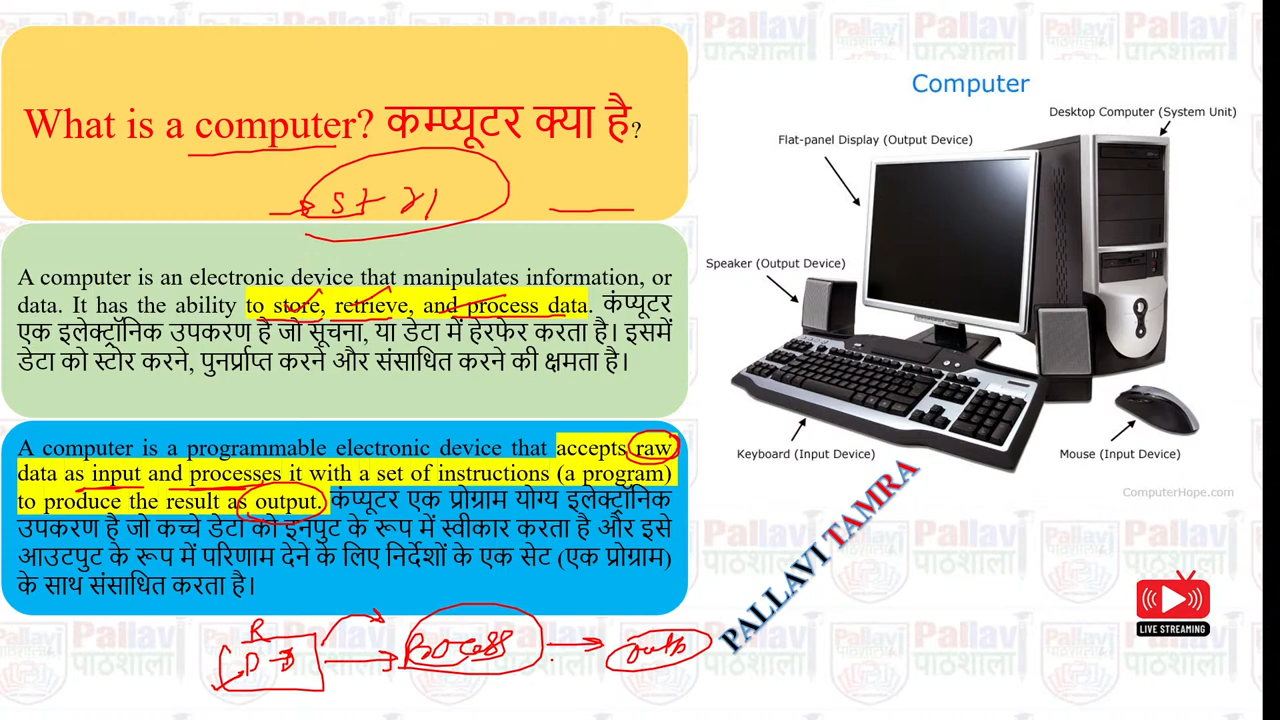 What is a computer? कम्प्यूटर क्या है?
A computer is an electronic device that manipulates information, or
data. It has the ability to store, retrieve, and process data. कंप्यूटर
एक इलेक्ट्रॉनिक उपकरण है जो सूचना, या डेटा में हेरफेर करता है। इसमें
डेटा को स्टोर करने, पुनर्प्राप्त करने और संसाधित करने की क्षमता है।
A computer is a programmable electronic device that accepts raw
data as input and processes it with a set of instructions (a program)
to produce the result as output. कंप्यूटर एक प्रोग्राम योग्य इलेक्ट्रॉनिक
उपकरण है जो कच्चे डेटा को इनपुट के रूप में स्वीकार करता है और इसे
आउटपुट के रूप में परिणाम देने के लिए निर्देशों के एक सेट (एक प्रोग्राम)
के साथ संसाधित करता है।
R
Process
Computer
Desktop Computer (System Unit)
Flat-panel Display (Output Device)
Speaker (Output Device)
Keyboard (Input Device)
Mouse (Input Device)
ComputerHope.com
PALLAVI TAMRA
LIVE STREAMING
Pallavi
पाठशाला